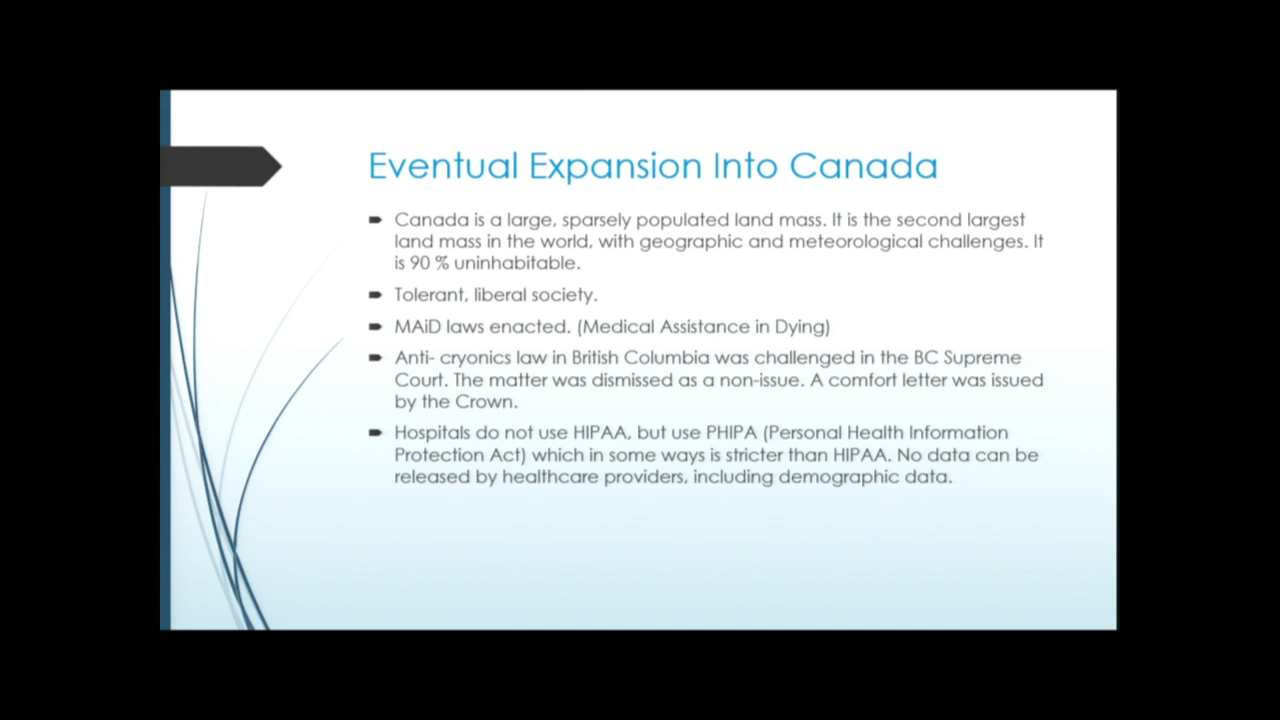 Eventual Expansion Into Canada
Canada is a large, sparsely populated land mass. It is the second largest
land mass in the world, with geographic and meteorological challenges. It
is 90 % uninhabitable.
Tolerant, liberal society.
MAiD laws enacted. (Medical Assistance in Dying)
Anti- cryonics law in British Columbia was challenged in the BC Supreme
Court. The matter was dismissed as a non-issue. A comfort letter was issued
by the Crown.
Hospitals do not use HIPAA, but use PHIPA (Personal Health Information
Protection Act) which in some ways is stricter than HIPAA. No data can be
released by healthcare providers, including demographic data.